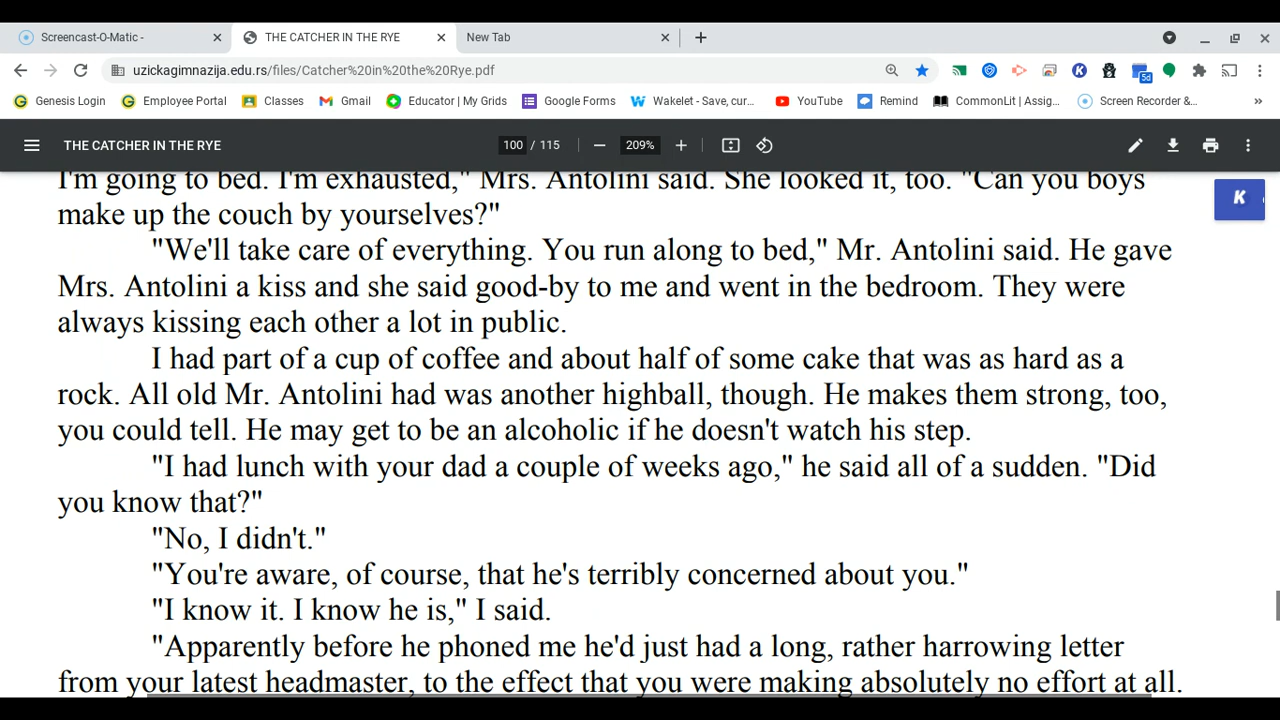 Screencast-O-Matic -
THE CATCHER IN THE RYE
New Tab
uzickagimnazija.edu.rs/files/Catcher%20in%20the%20Rye.pdf
5d
Genesis Login
Employee Portal
Classes
Gmail
Educator | My Grids
Google Forms
Wakelet - Save, cur...
YouTube
Remind
CommonLit | Assig...
Screen Recorder &...
»
THE CATCHER IN THE RYE
100 / 115
209%
K
I'm going to bed. I'm exhausted," Mrs. Antolini said. She looked it, too. "Can you boys
make up the couch by yourselves?"
"We'll take care of everything. You run along to bed," Mr. Antolini said. He gave
Mrs. Antolini a kiss and she said good-by to me and went in the bedroom. They were
always kissing each other a lot in public.
I had part of a cup of coffee and about half of some cake that was as hard as a
rock. All old Mr. Antolini had was another highball, though. He makes them strong, too,
you could tell. He may get to be an alcoholic if he doesn't watch his step.
"I had lunch with your dad a couple of weeks ago," he said all of a sudden. "Did
you know that?"
"No, I didn't."
"You're aware, of course, that he's terribly concerned about you."
"I know it. I know he is," I said.
"Apparently before he phoned me he'd just had a long, rather harrowing letter
from your latest headmaster, to the effect that you were making absolutely no effort at all.